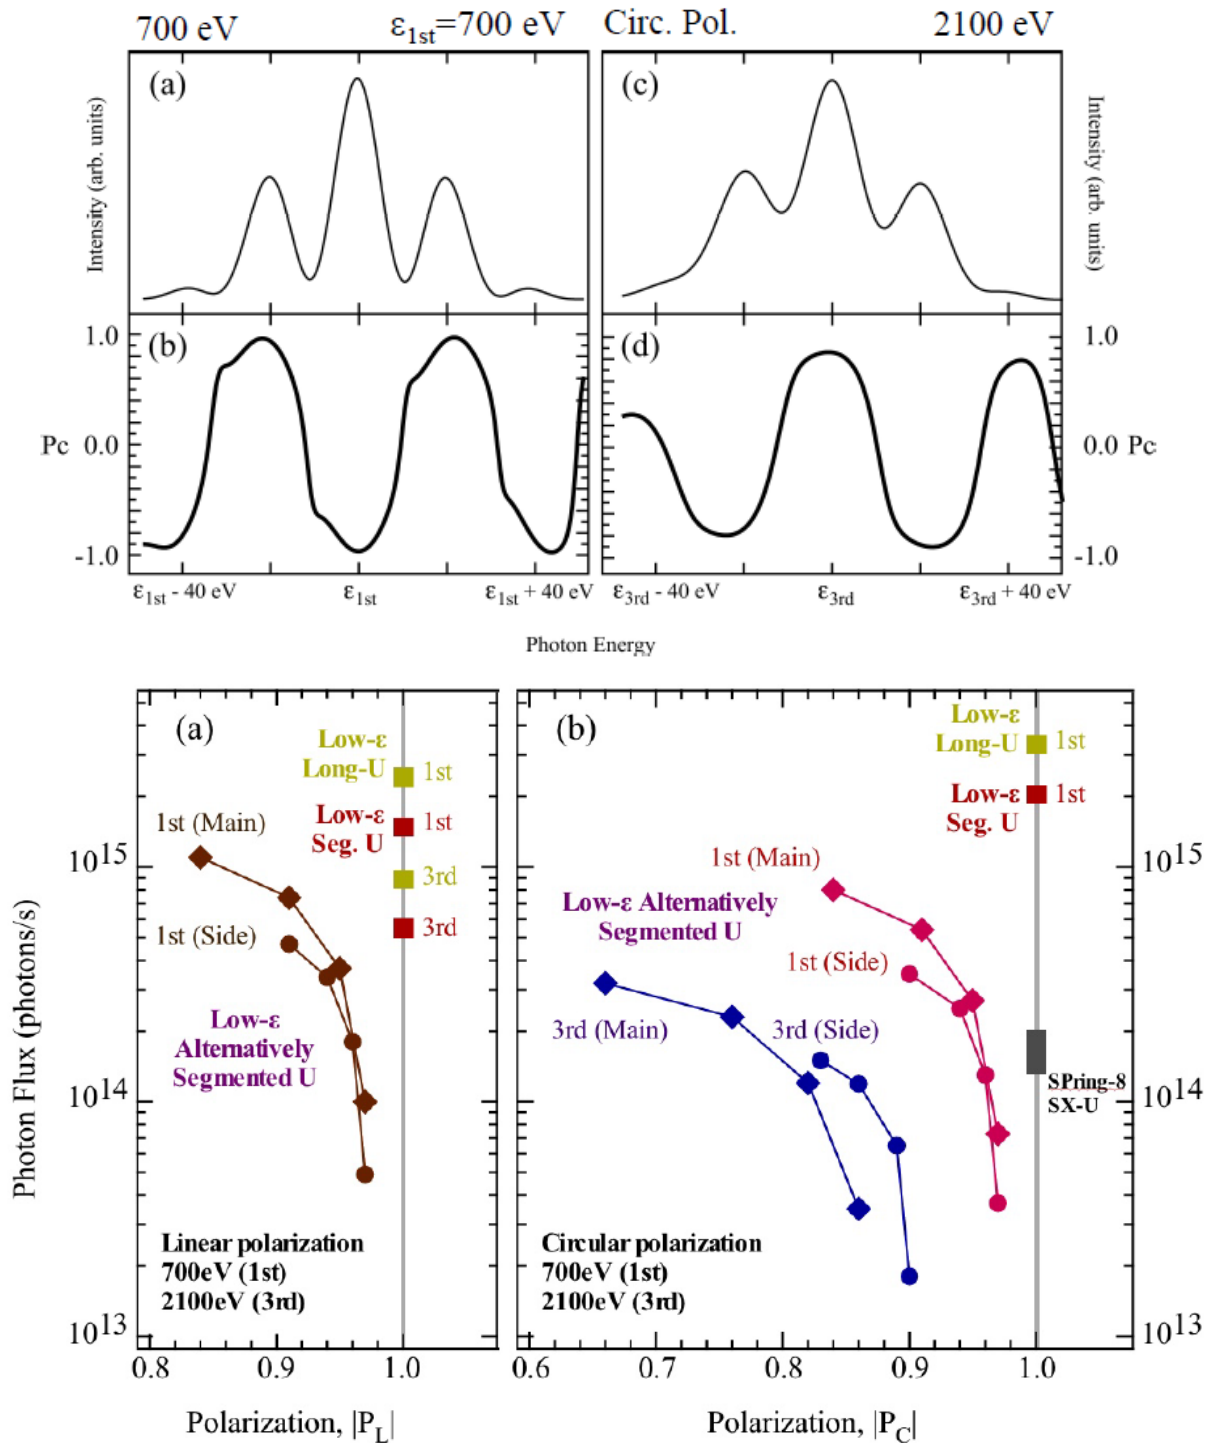 700 eV
ε1st=700 eV
Circ. Pol.
2100 eV
(a)
(c)
Intensity (arb. units)
Intensity (arb. units)
(b)
(d)
1.0
1.0
Pc 0.0
0.0 Pc
-1.0
-1.0
ε1st - 40 eV
ε1st
ε1st + 40 eV
ε3rd - 40 eV
ε3rd
ε3rd + 40 eV
Photon Energy
(a)
Low-ε
Long-U
1st
1st (Main)
Low-ε
Seg. U
1st
3rd
1st (Side)
3rd
Low-ε
Alternatively
Segmented U
Linear polarization
700eV (1st)
2100eV (3rd)
10^15
10^14
10^13
Photon Flux (photons/s)
0.8
0.9
1.0
Polarization, |PL|
(b)
Low-ε
Long-U
1st
Low-ε
Seg. U
1st
1st (Main)
Low-ε Alternatively
Segmented U
1st (Side)
3rd (Main)
3rd (Side)
SPring-8
SX-U
Circular polarization
700eV (1st)
2100eV (3rd)
10^15
10^14
10^13
0.6
0.7
0.8
0.9
1.0
Polarization, |PC|